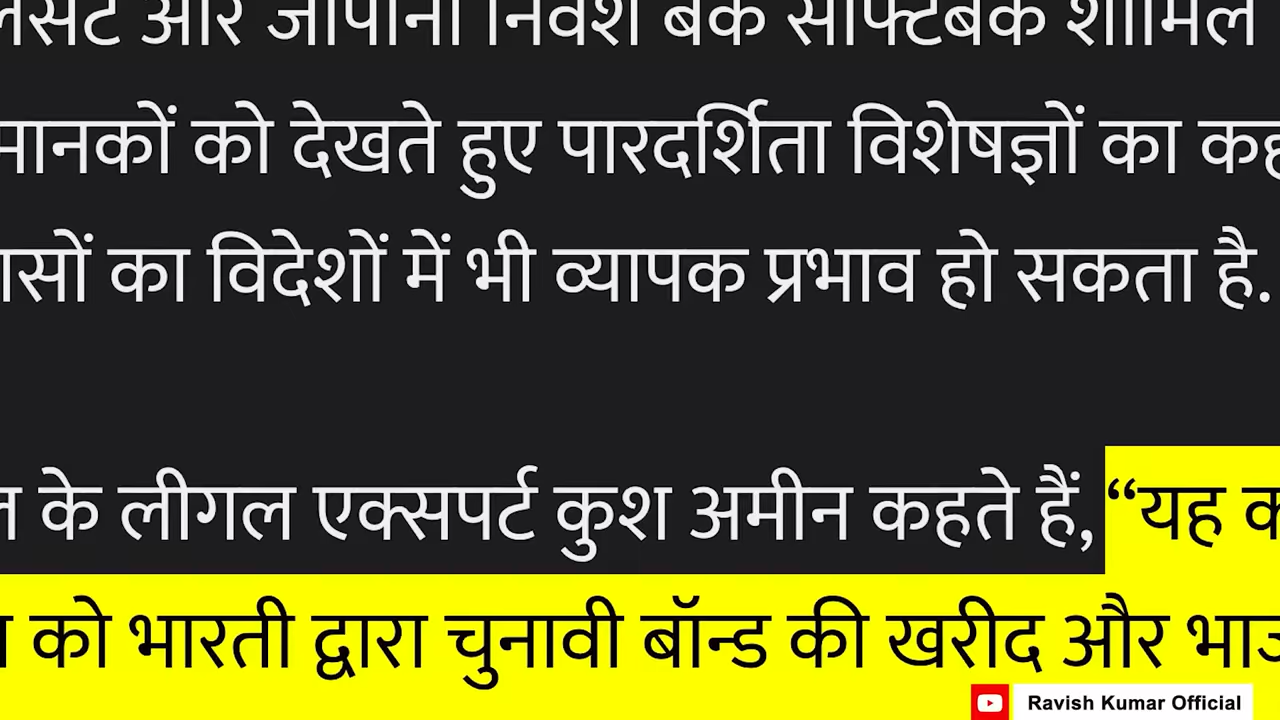 और जापानी निवेश बैंक सॉफ्टबैंक शामिल
मानकों को देखते हुए पारदर्शिता विशेषज्ञों का
का विदेशों में भी व्यापक प्रभाव हो सकता है.
के लीगल एक्सपर्ट कुश अमीन कहते हैं, “यह
को भारती द्वारा चुनावी बॉन्ड की खरीद और
Ravish Kumar Official